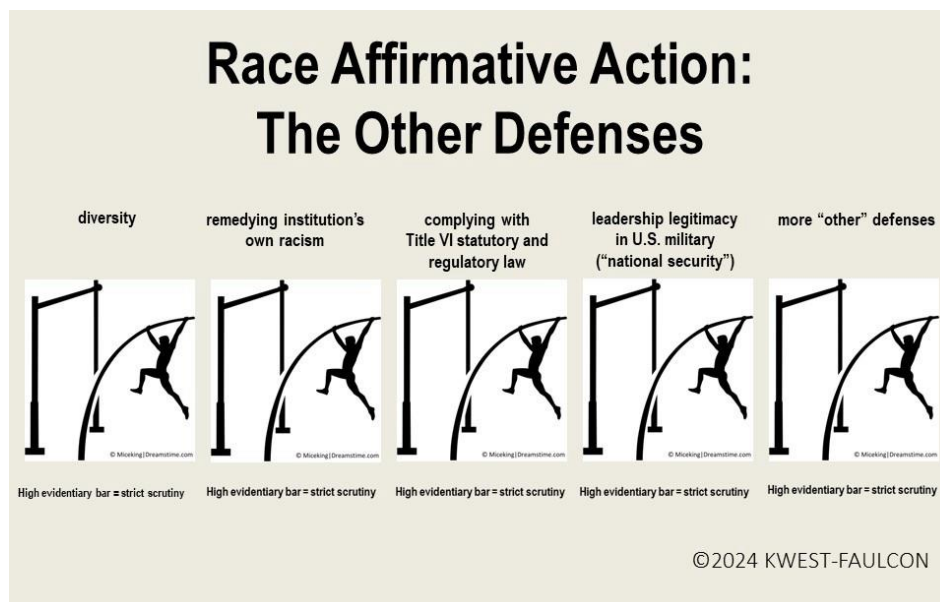 Race Affirmative Action:
The Other Defenses
diversity
remedying institution's
own racism
complying with
Title VI statutory and
regulatory law
leadership legitimacy
in U.S. military
("national security")
more "other" defenses
© Miceking|Dreamstime.com
© Miceking|Dreamstime.com
© Miceking|Dreamstime.com
© Miceking|Dreamstime.com
© Miceking|Dreamstime.com
High evidentiary bar = strict scrutiny
High evidentiary bar = strict scrutiny
High evidentiary bar = strict scrutiny
High evidentiary bar = strict scrutiny
High evidentiary bar = strict scrutiny
©2024 KWEST-FAULCON